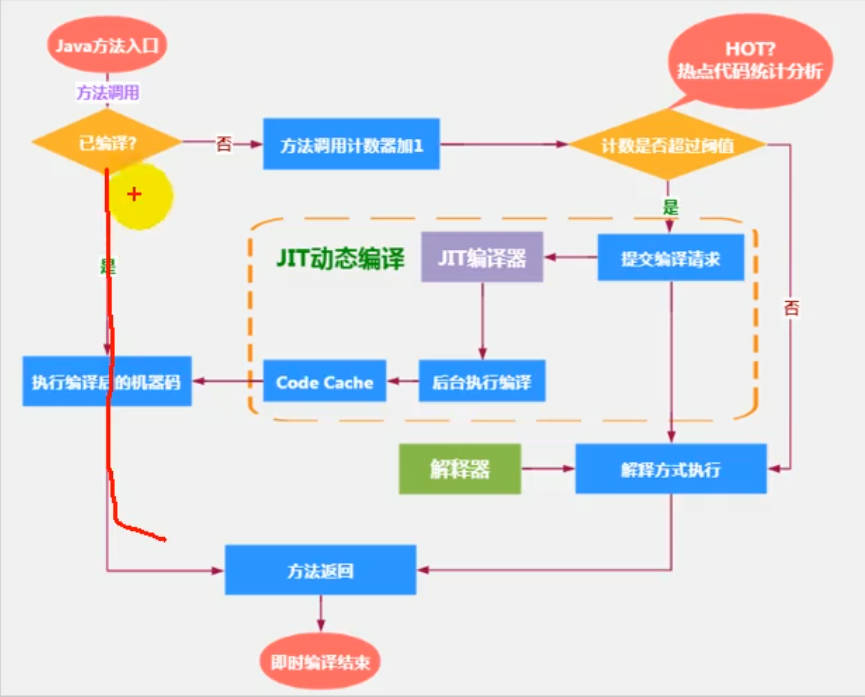 Java方法入口
HOT?
热点代码统计分析
方法调用
已编译?
否
方法调用计数器加1
计数是否超过阈值
是
JIT动态编译
JIT编译器
提交编译请求
是
否
执行编译后的机器码
Code Cache
后台执行编译
解释器
解释方式执行
方法返回
即时编译结束